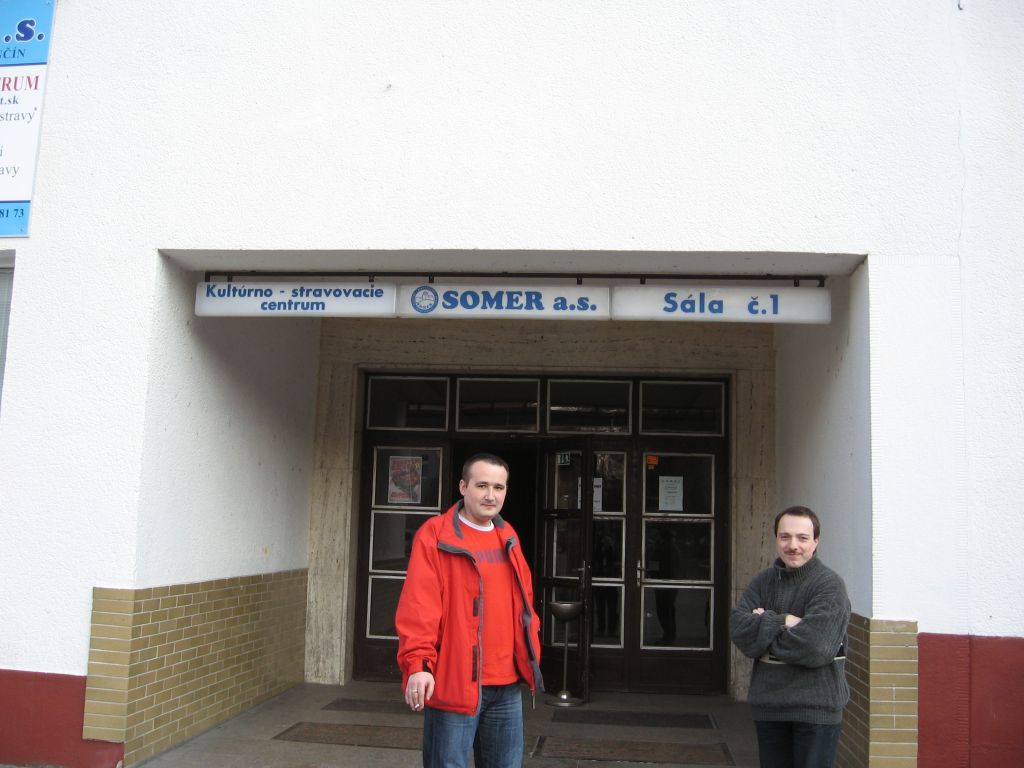 .s.
ČÍN
RUM
t.sk
stravy
í
avy
81 73
Kultúrno - stravovacie
centrum
SOMER a.s.
Sála č.1